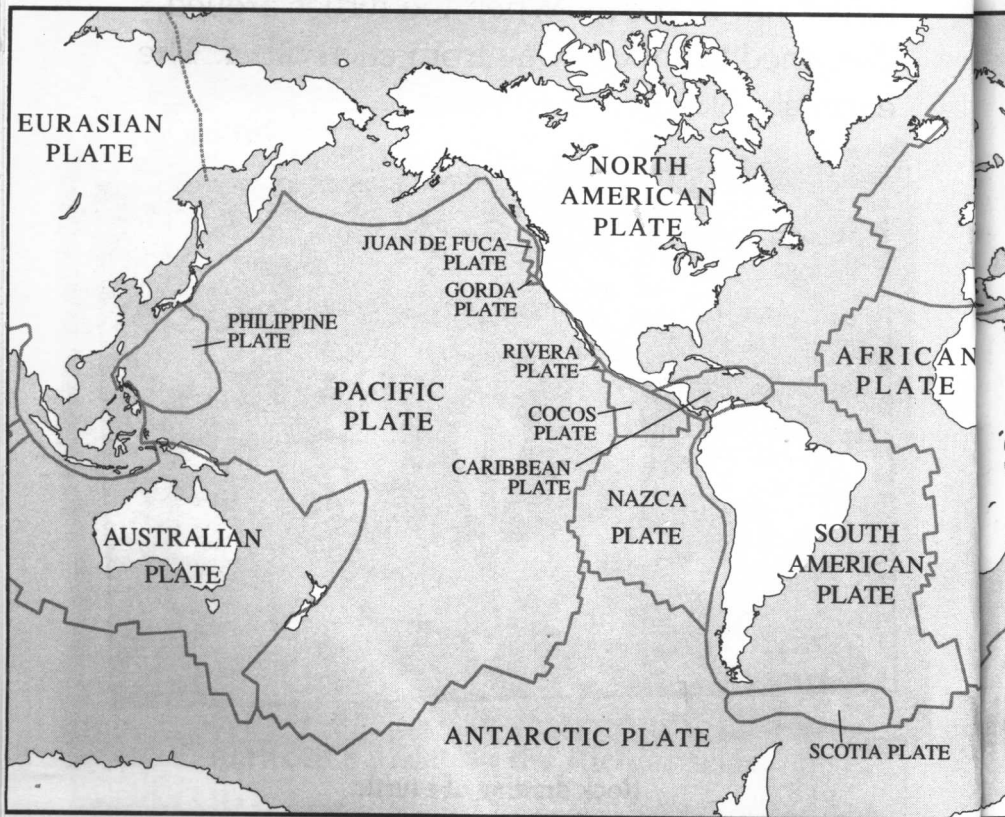 EURASIAN
PLATE
NORTH
AMERICAN
PLATE
JUAN DE FUCA
PLATE
GORDA
PLATE
PHILIPPINE
PLATE
RIVERA
PLATE
AFRICAN
PLATE
PACIFIC
PLATE
COCOS
PLATE
CARIBBEAN
PLATE
NAZCA
PLATE
AUSTRALIAN
PLATE
SOUTH
AMERICAN
PLATE
ANTARCTIC PLATE
SCOTIA PLATE